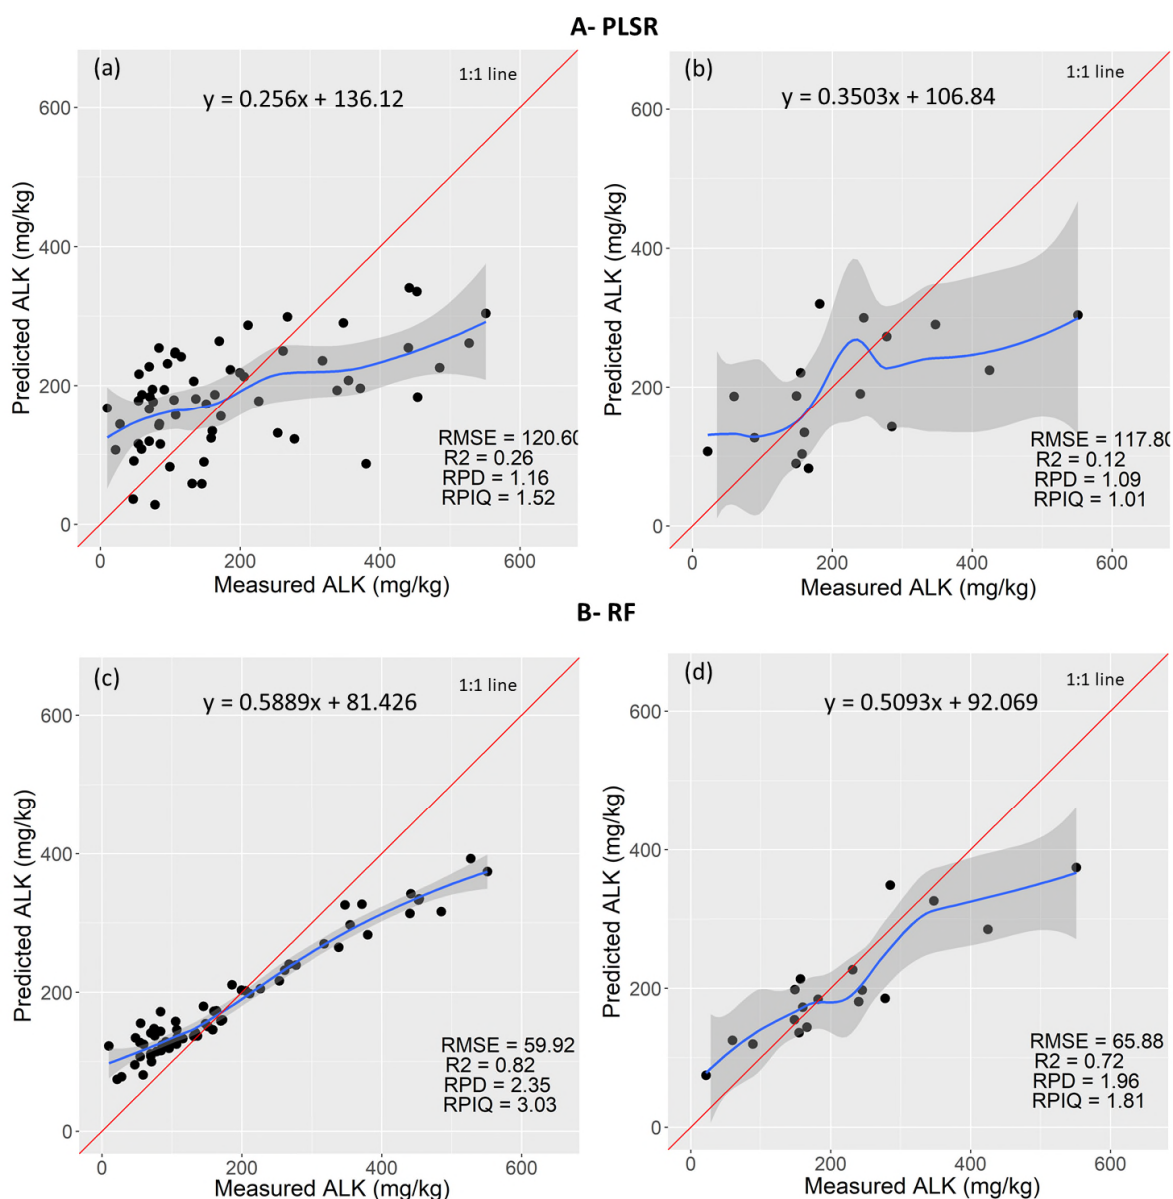 A- PLSR
(a)
1:1 line
y = 0.256x + 136.12
600
400
200
0
Predicted ALK (mg/kg)
RMSE = 120.60
R2 = 0.26
RPD = 1.16
RPIQ = 1.52
0 200 400 600
Measured ALK (mg/kg)
(b)
1:1 line
y = 0.3503x + 106.84
600
400
200
0
Predicted ALK (mg/kg)
RMSE = 117.80
R2 = 0.12
RPD = 1.09
RPIQ = 1.01
0 200 400 600
Measured ALK (mg/kg)
B- RF
(c)
1:1 line
y = 0.5889x + 81.426
600
400
200
0
Predicted ALK (mg/kg)
RMSE = 59.92
R2 = 0.82
RPD = 2.35
RPIQ = 3.03
0 200 400 600
Measured ALK (mg/kg)
(d)
1:1 line
y = 0.5093x + 92.069
600
400
200
0
Predicted ALK (mg/kg)
RMSE = 65.88
R2 = 0.72
RPD = 1.96
RPIQ = 1.81
0 200 400 600
Measured ALK (mg/kg)